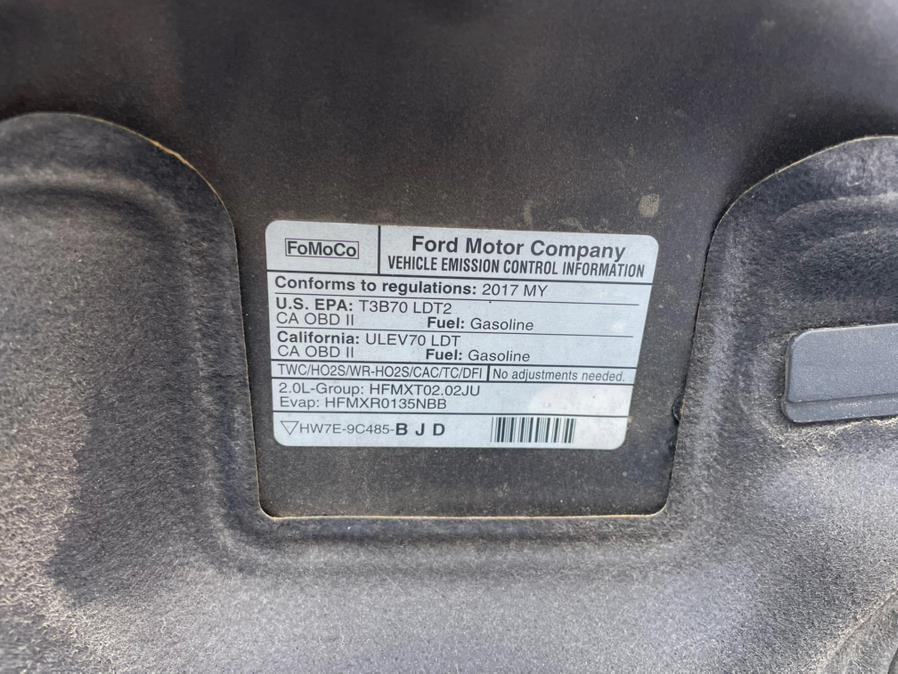 FoMoCo
Ford Motor Company
VEHICLE EMISSION CONTROL INFORMATION
Conforms to regulations: 2017 MY
U.S. EPA: T3B70 LDT2
CA OBD II Fuel: Gasoline
California: ULEV70 LDT
CA OBD II Fuel: Gasoline
TWC/HO2S/WR-HO2S/CAC/TC/DFI No adjustments needed.
2.0L-Group: HFMXT02.02JU
Evap: HFMXR0135NBB
HW7E-9C485-B J D